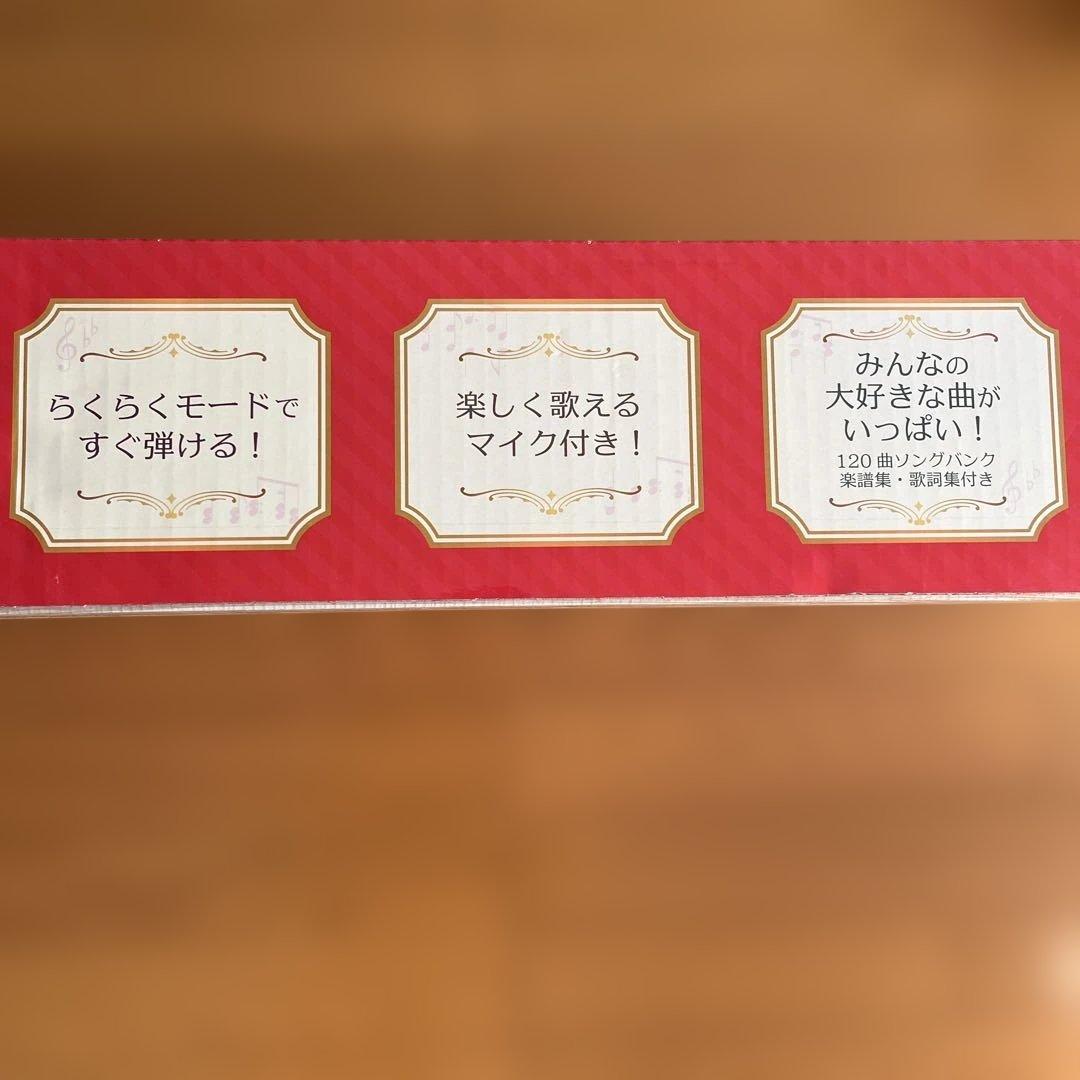 らくらくモードで
すぐ弾ける！
楽しく歌える
マイク付き！
みんなの
大好きな曲が
いっぱい！
120曲ソングバンク
楽譜集・歌詞集付き